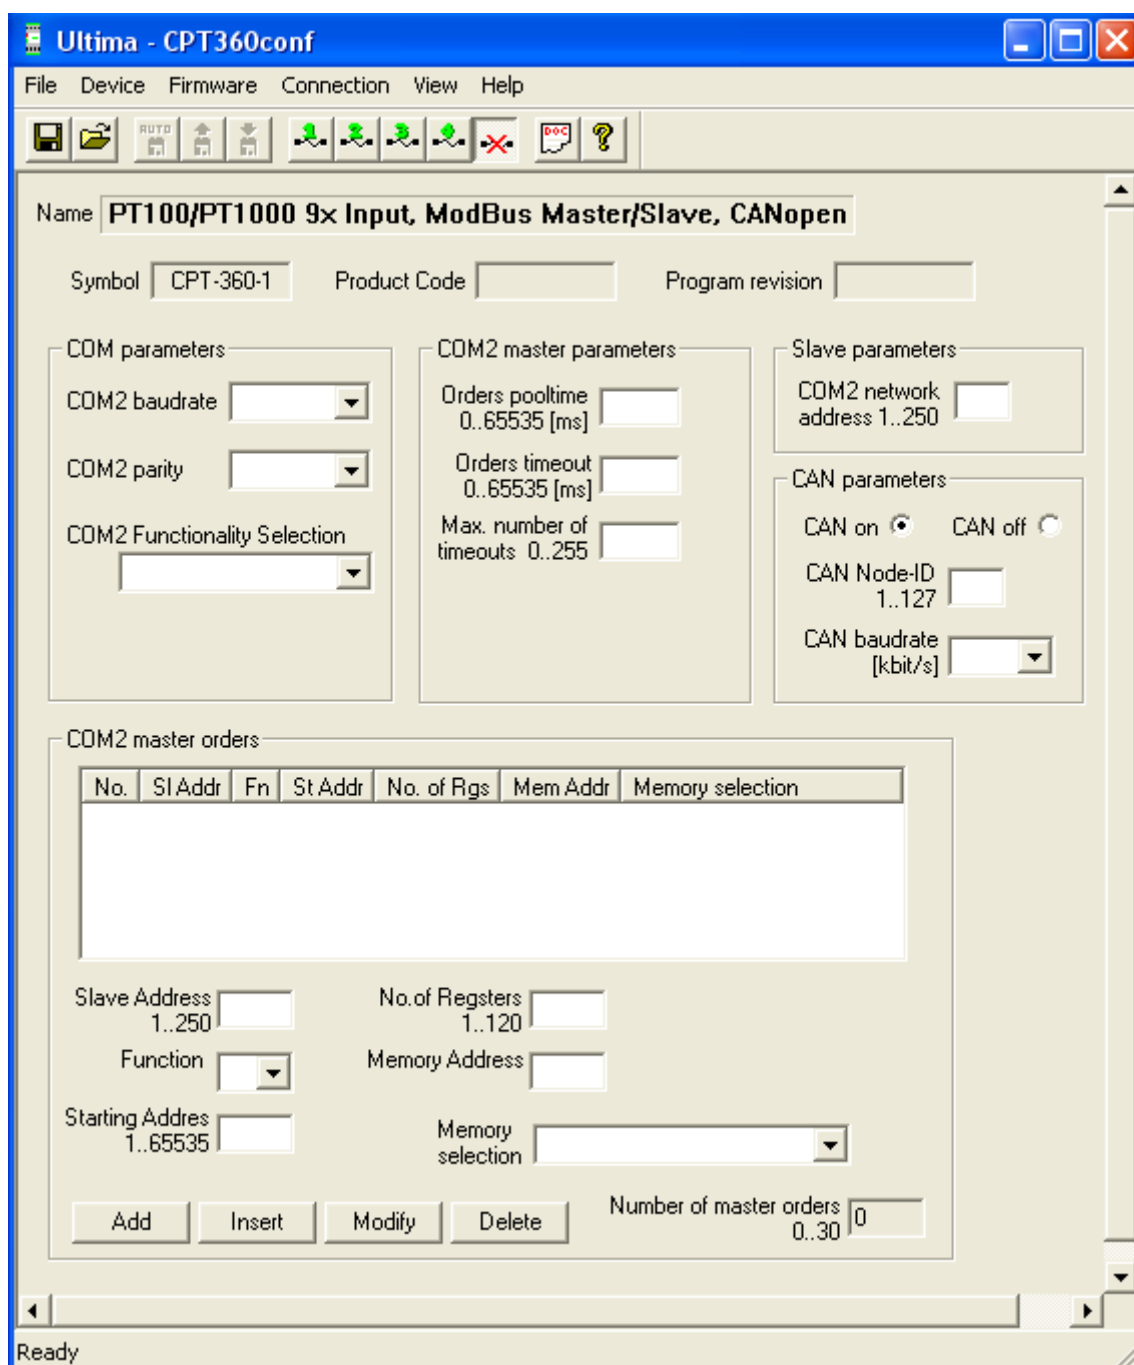 Ultima - CPT360conf
File Device Firmware Connection View Help
AUTO
1 2 3 4
DOC ?
Name PT100/PT1000 9x Input, ModBus Master/Slave, CANopen
Symbol CPT-360-1 Product Code Program revision
COM parameters
COM2 baudrate
COM2 parity
COM2 Functionality Selection
COM2 master parameters
Orders pooltime
0..65535 [ms]
Orders timeout
0..65535 [ms]
Max. number of
timeouts 0..255
Slave parameters
COM2 network
address 1..250
CAN parameters
CAN on CAN off
CAN Node-ID
1..127
CAN baudrate
[kbit/s]
COM2 master orders
No. Sl Addr Fn St Addr No. of Rgs Mem Addr Memory selection
Slave Address
1..250
No.of Regsters
1..120
Function
Memory Address
Starting Addres
1..65535
Memory
selection
Add Insert Modify Delete
Number of master orders
0..30
0
Ready